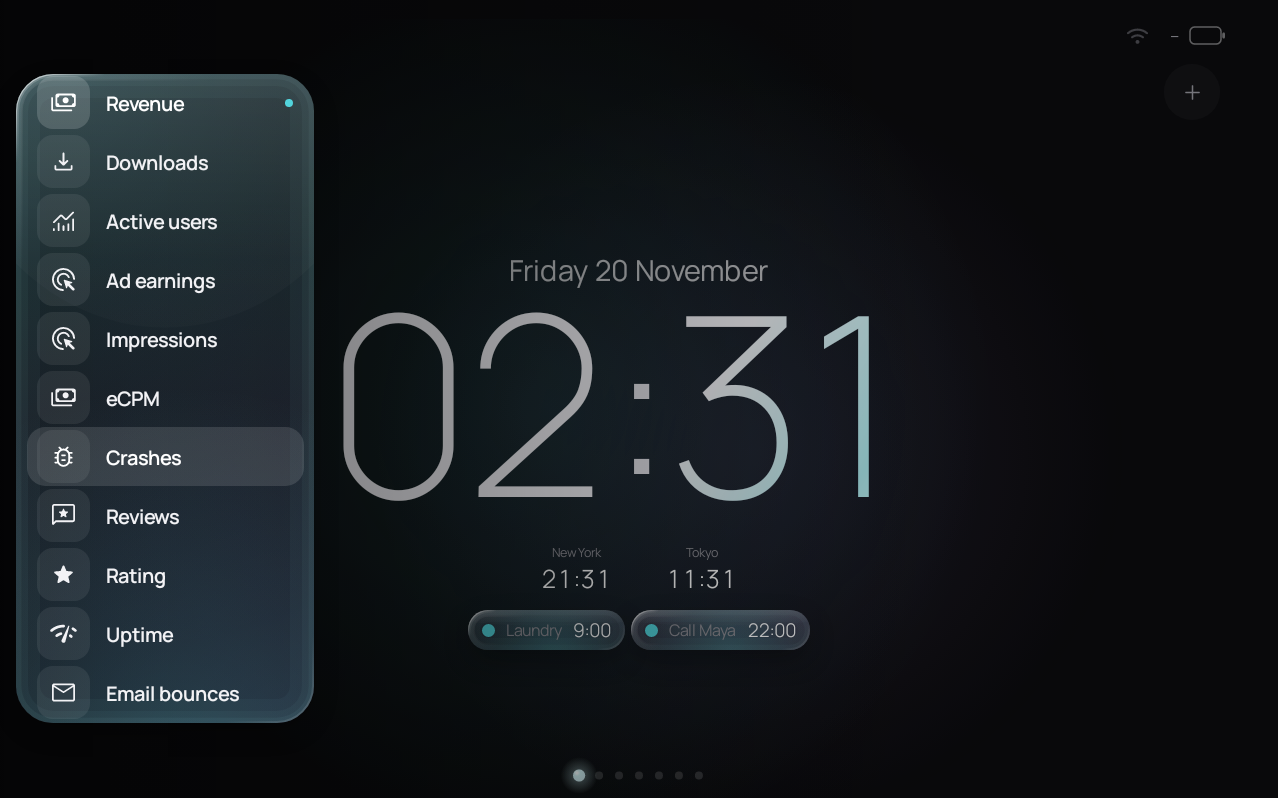 Revenue
Downloads
Active users
Ad earnings
Impressions
eCPM
Crashes
Reviews
Rating
Uptime
Email bounces
Friday 20 November
02:31
New York
21:31
Tokyo
11:31
Laundry 9:00
Call Maya 22:00